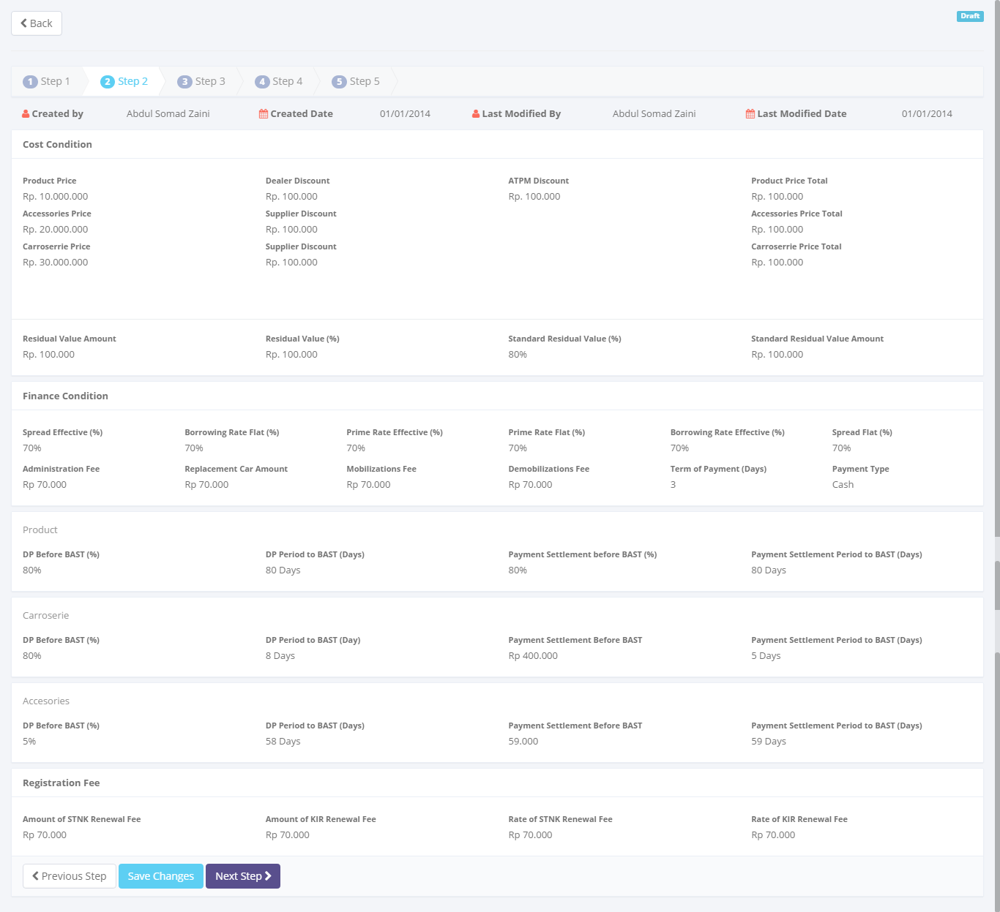 Back
Draft
1 Step 1 2 Step 2 3 Step 3 4 Step 4 5 Step 5
Created by Abdul Somad Zaini Created Date 01/01/2014 Last Modified By Abdul Somad Zaini Last Modified Date 01/01/2014
Cost Condition
Product Price Dealer Discount ATPM Discount Product Price Total
Rp. 10.000.000 Rp. 100.000 Rp. 100.000 Rp. 100.000
Accessories Price Supplier Discount Accessories Price Total
Rp. 20.000.000 Rp. 100.000 Rp. 100.000
Carroserrie Price Supplier Discount Carroserrie Price Total
Rp. 30.000.000 Rp. 100.000 Rp. 100.000
Residual Value Amount Residual Value (%) Standard Residual Value (%) Standard Residual Value Amount
Rp. 100.000 Rp. 100.000 80% Rp. 100.000
Finance Condition
Spread Effective (%) Borrowing Rate Flat (%) Prime Rate Effective (%) Prime Rate Flat (%) Borrowing Rate Effective (%) Spread Flat (%)
70% 70% 70% 70% 70% 70%
Administration Fee Replacement Car Amount Mobilizations Fee Demobilizations Fee Term of Payment (Days) Payment Type
Rp 70.000 Rp 70.000 Rp 70.000 Rp 70.000 3 Cash
Product
DP Before BAST (%) DP Period to BAST (Days) Payment Settlement before BAST (%) Payment Settlement Period to BAST (Days)
80% 80 Days 80% 80 Days
Carroserie
DP Before BAST (%) DP Period to BAST (Day) Payment Settlement Before BAST Payment Settlement Period to BAST (Days)
80% 8 Days Rp 400.000 5 Days
Accesories
DP Before BAST (%) DP Period to BAST (Days) Payment Settlement Before BAST Payment Settlement Period to BAST (Days)
5% 58 Days 59.000 59 Days
Registration Fee
Amount of STNK Renewal Fee Amount of KIR Renewal Fee Rate of STNK Renewal Fee Rate of KIR Renewal Fee
Rp 70.000 Rp 70.000 Rp 70.000 Rp 70.000
Previous Step Save Changes Next Step